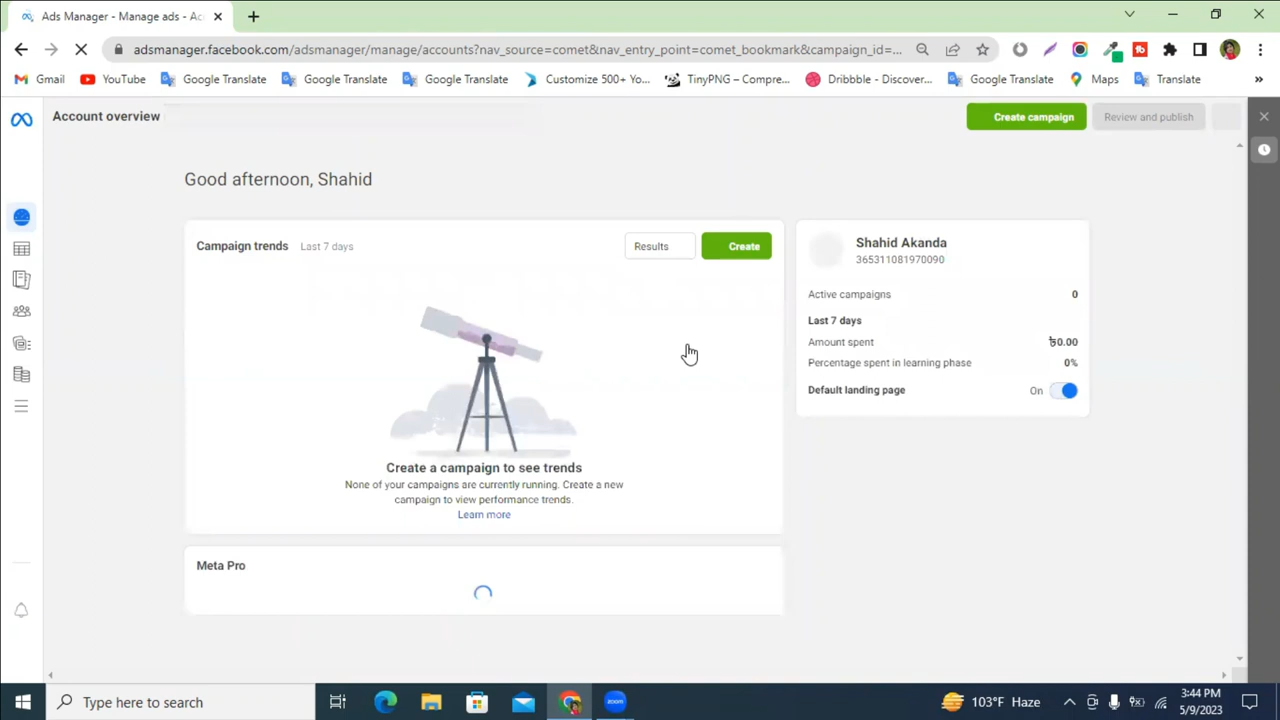 Ads Manager - Manage ads - Ac
adsmanager.facebook.com/adsmanager/manage/accounts?nav_source=comet&nav_entry_point=comet_bookmark&campaign_id=...
Gmail YouTube Google Translate Google Translate Google Translate Customize 500+ Yo... TinyPNG – Compre... Dribbble - Discover... Google Translate Maps Translate »
Account overview
Create campaign
Review and publish
Good afternoon, Shahid
Campaign trends Last 7 days
Results
Create
Create a campaign to see trends
None of your campaigns are currently running. Create a new
campaign to view performance trends.
Learn more
Meta Pro
Shahid Akanda
365311081970090
Active campaigns 0
Last 7 days
Amount spent ৳0.00
Percentage spent in learning phase 0%
Default landing page On
Type here to search
zoom
103°F Haze
3:44 PM
5/9/2023